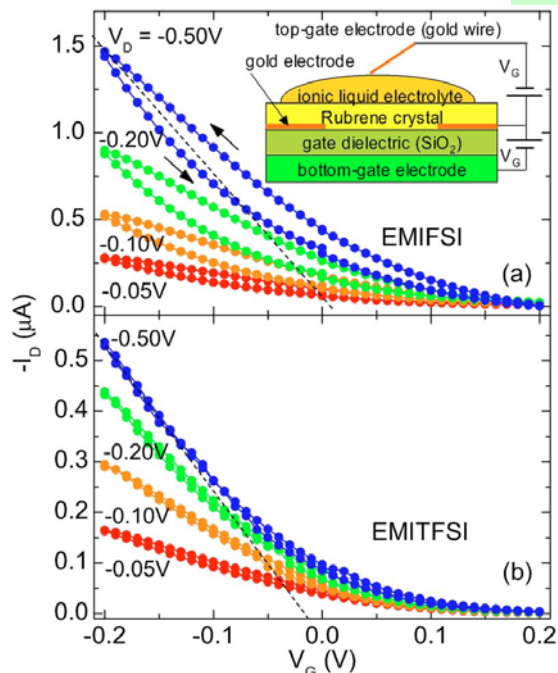 (a)
1.5
1.0
0.5
0.0
V_D = -0.50V
-0.20V
-0.10V
-0.05V
top-gate electrode (gold wire)
gold electrode
V_G
ionic liquid electrolyte
Rubrene crystal
gate dielectric (SiO₂)
V_G
bottom-gate electrode
EMIFSI
-I_D (μA)
0.5
0.4
0.3
0.2
0.1
0.0
-0.50V
-0.20V
-0.10V
-0.05V
EMITFSI
(b)
-0.2 -0.1 0.0 0.1 0.2
V_G (V)